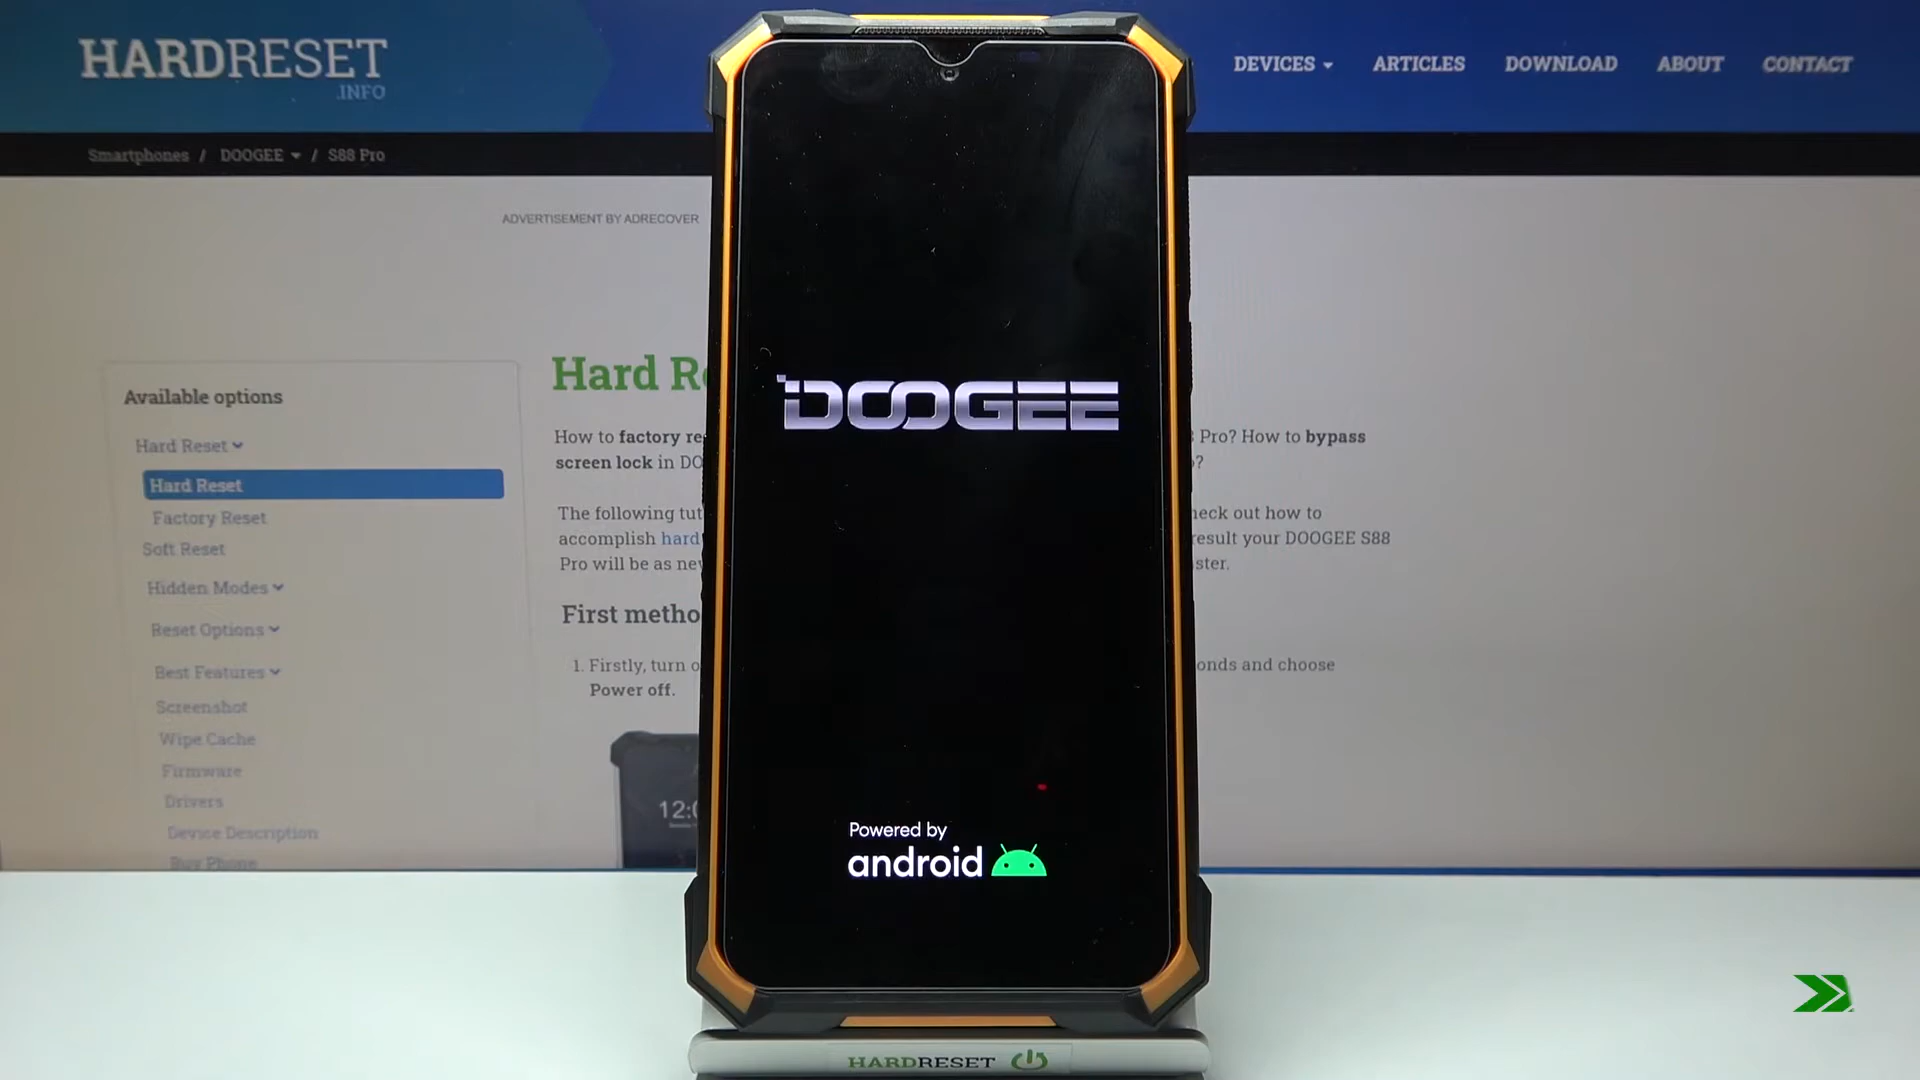 HARDRESET
.INFO
DEVICES
ARTICLES
DOWNLOAD
ABOUT
CONTACT
Smartphones / DOOGEE / S88 Pro
ADVERTISEMENT BY ADRECOVER
Available options
Hard Reset
Hard Reset
Factory Reset
Soft Reset
Hidden Modes
Reset Options
Best Features
Screenshot
Wipe Cache
Firmware
Drivers
Device Description
Buy Phone
Hard R
How to factory re
Pro? How to bypass
screen lock in DO
?
The following tut
heck out how to
accomplish hard
result your DOOGEE S88
Pro will be as ne
ster.
First metho
1. Firstly, turn o
onds and choose
Power off.
12:0
DOOGEE
Powered by
android
HARDRESET